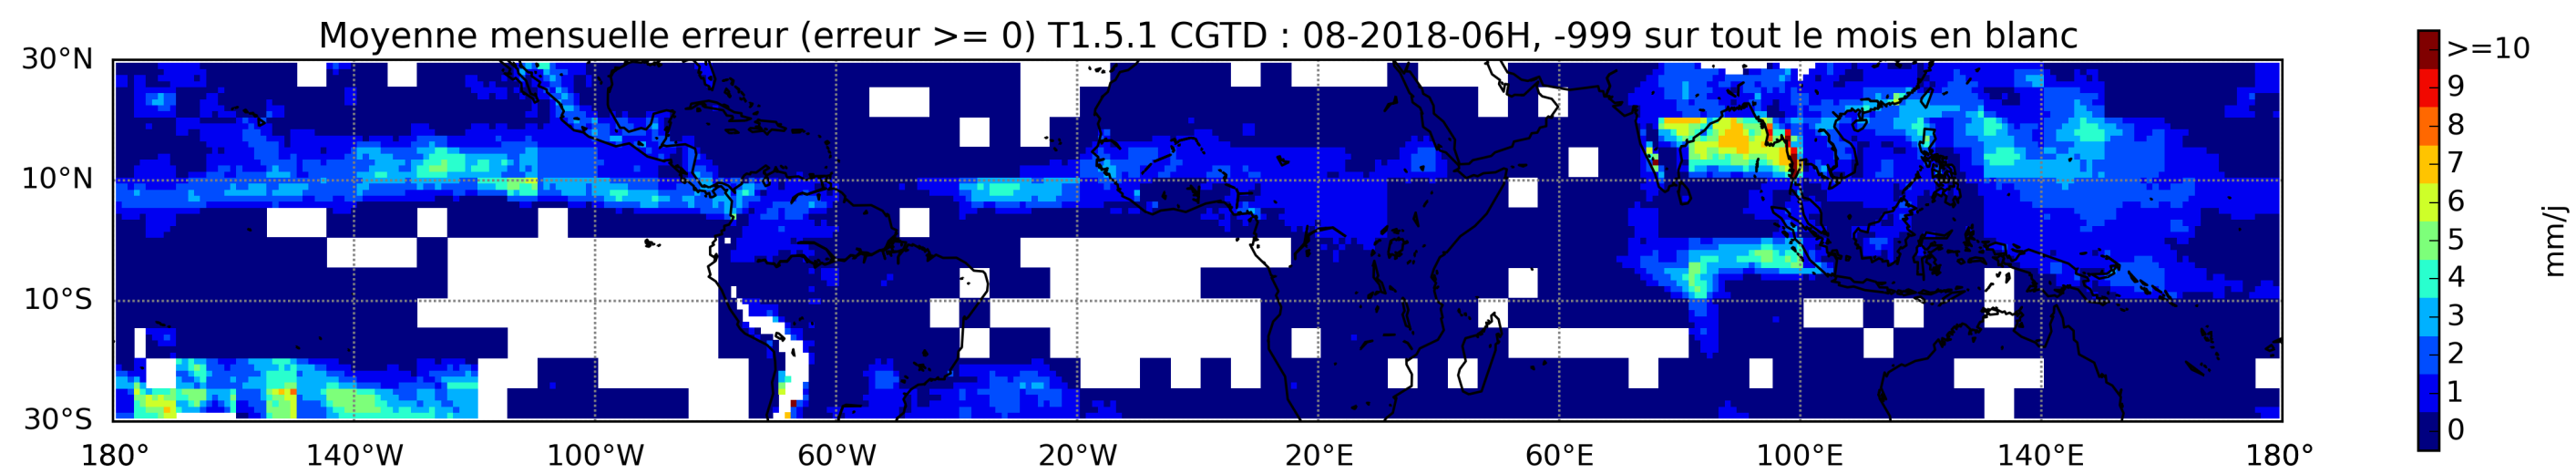 Moyenne mensuelle erreur (erreur >= 0) T1.5.1 CGTD : 08-2018-06H, -999 sur tout le mois en blanc
30°N
10°N
10°S
30°S
180° 140°W 100°W 60°W 20°W 20°E 60°E 100°E 140°E 180°
>=10
9
8
7
6
5
4
3
2
1
0
mm/j